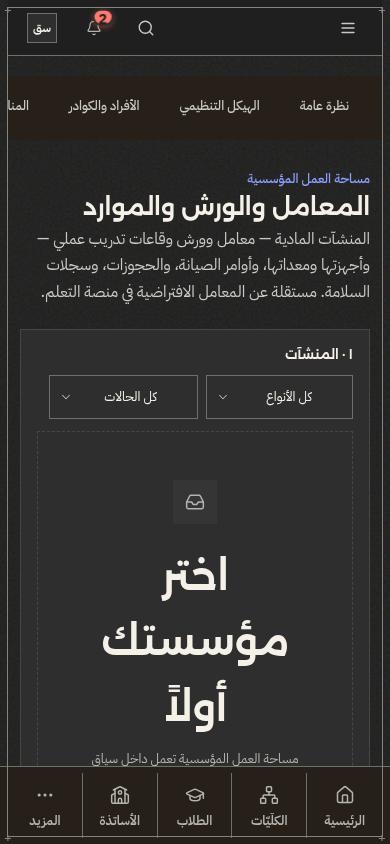 سق
2
نظرة عامة
الهيكل التنظيمي
الأفراد والكوادر
المنا
مساحة العمل المؤسسية
المعامل والورش والموارد
المنشآت المادية — معامل وورش وقاعات تدريب عملي —
وأجهزتها ومعداتها، وأوامر الصيانة، والحجوزات، وسجلات
السلامة. مستقلة عن المعامل الافتراضية في منصة التعلم.
٠١ · المنشآت
كل الأنواع
كل الحالات
اختر
مؤسستك
أولاً
مساحة العمل المؤسسية تعمل داخل سياق
الرئيسية
الكليّات
الطلاب
الأساتذة
المزيد